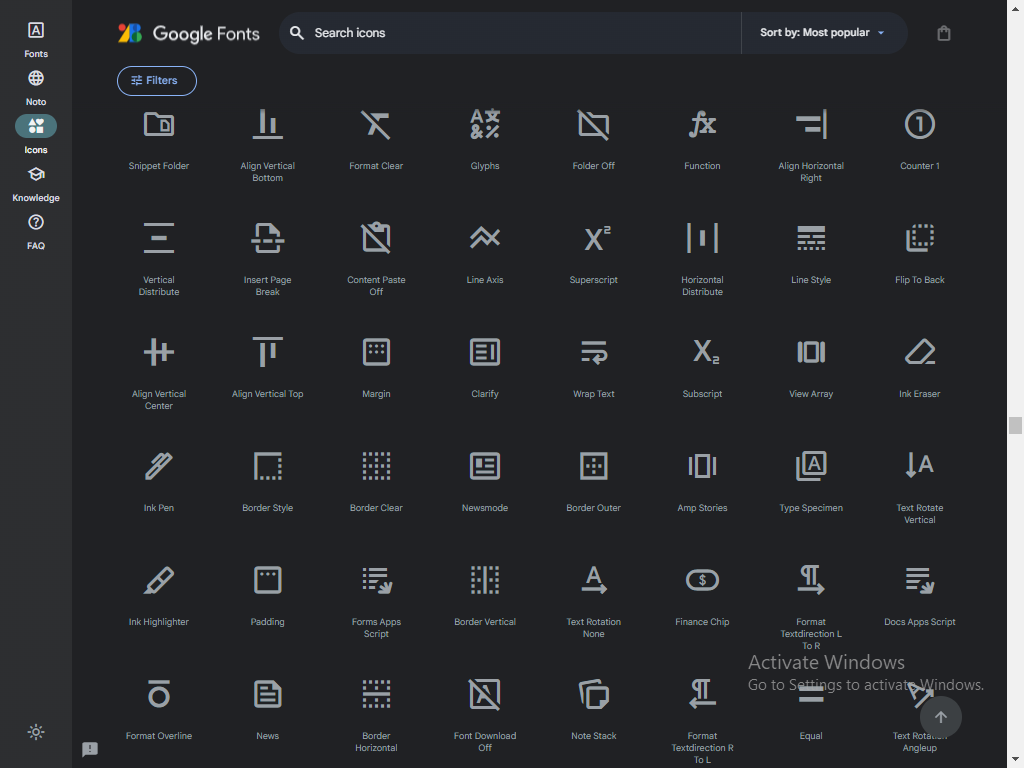 Google Fonts
Search icons
Sort by: Most popular
Fonts
Noto
Icons
Knowledge
FAQ
Filters
Snippet Folder
Align Vertical
Bottom
Format Clear
Glyphs
Folder Off
Function
Align Horizontal
Right
Counter 1
Vertical
Distribute
Insert Page
Break
Content Paste
Off
Line Axis
Superscript
Horizontal
Distribute
Line Style
Flip To Back
Align Vertical
Center
Align Vertical Top
Margin
Clarify
Wrap Text
Subscript
View Array
Ink Eraser
Ink Pen
Border Style
Border Clear
Newsmode
Border Outer
Amp Stories
Type Specimen
Text Rotate
Vertical
Ink Highlighter
Padding
Forms Apps
Script
Border Vertical
Text Rotation
None
Finance Chip
Format
Textdirection L
To R
Docs Apps Script
Activate Windows
Go to Settings to activate Windows.
Format Overline
News
Border
Horizontal
Font Download
Off
Note Stack
Format
Textdirection R
To L
Equal
Text Rotation
Angleup